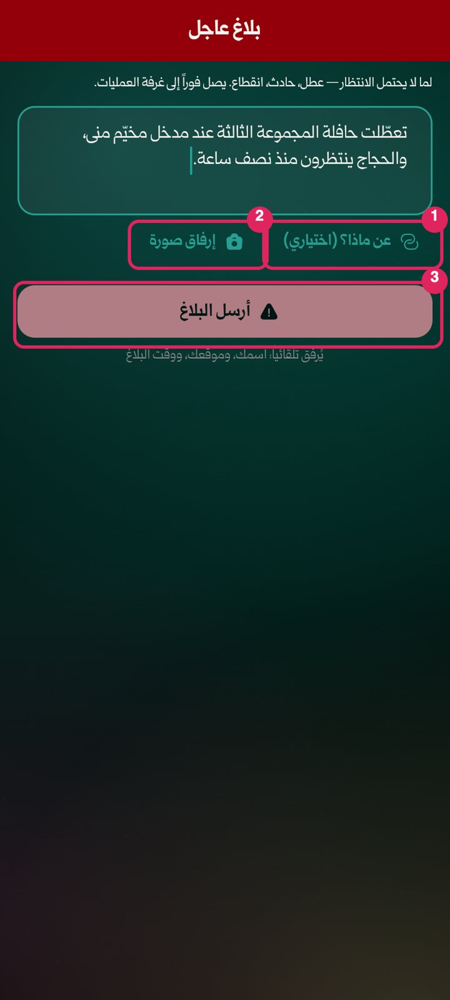 بلاغ عاجل
لما لا يحتمل الانتظار — عطل، حادث، انقطاع. يصل فوراً إلى غرفة العمليات.
تعطّلت حافلة المجموعة الثالثة عند مدخل مخيّم منى،
والحجاج ينتظرون منذ نصف ساعة.
1
عن ماذا؟ (اختياري)
2
إرفاق صورة
3
أرسل البلاغ
يُرفق تلقائيا: اسمك، وموقعك، ووقت البلاغ